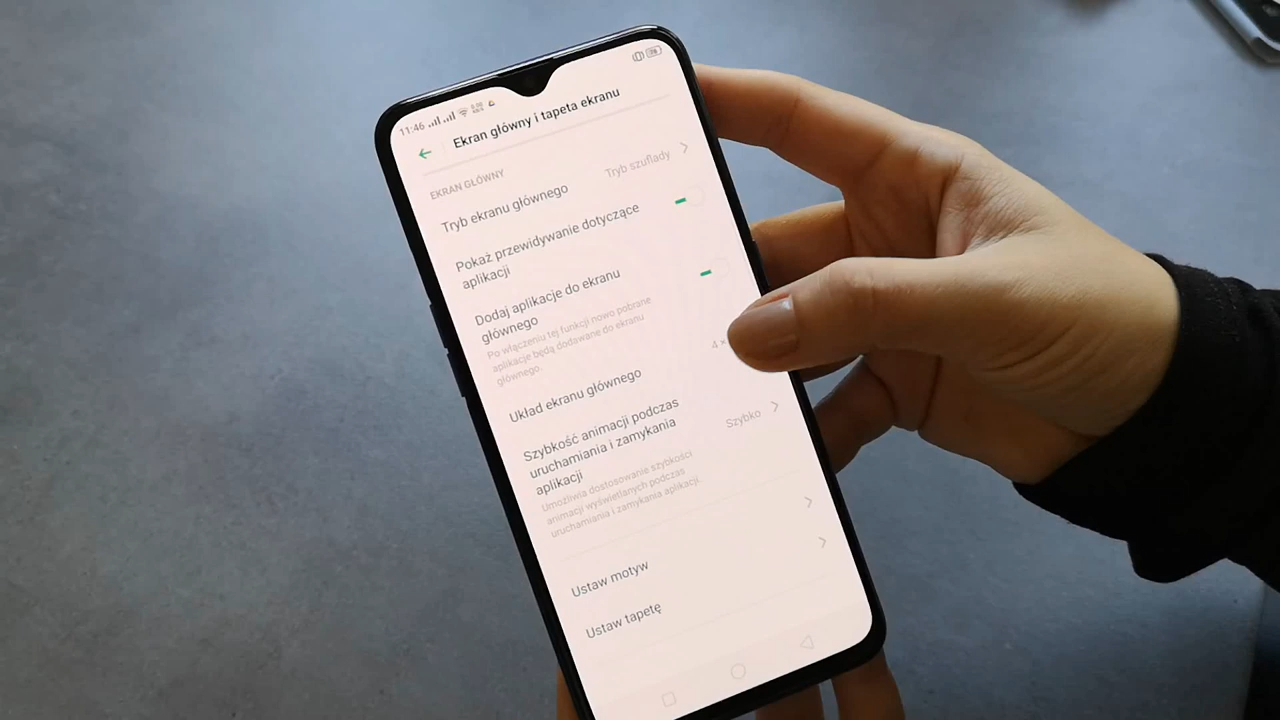 11:46
Ekran główny i tapeta ekranu
EKRAN GŁÓWNY
Tryb ekranu głównego
Tryb szuflady
Pokaż przewidywanie dotyczące
aplikacji
Dodaj aplikacje do ekranu
głównego
Po włączeniu tej funkcji nowo pobrane
aplikacje będą dodawane do ekranu
głównego.
Układ ekranu głównego
4 ×
Szybkość animacji podczas
uruchamiania i zamykania
aplikacji
Szybko
Umożliwia dostosowanie szybkości
animacji wyświetlanych podczas
uruchamiania i zamykania aplikacji.
Ustaw motyw
Ustaw tapetę